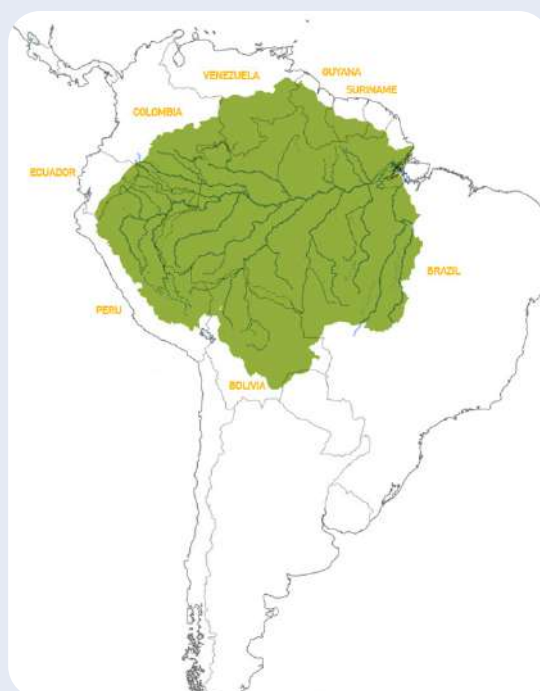 VENEZUELA
GUYANA
SURINAME
COLOMBIA
ECUADOR
BRAZIL
PERU
BOLIVIA